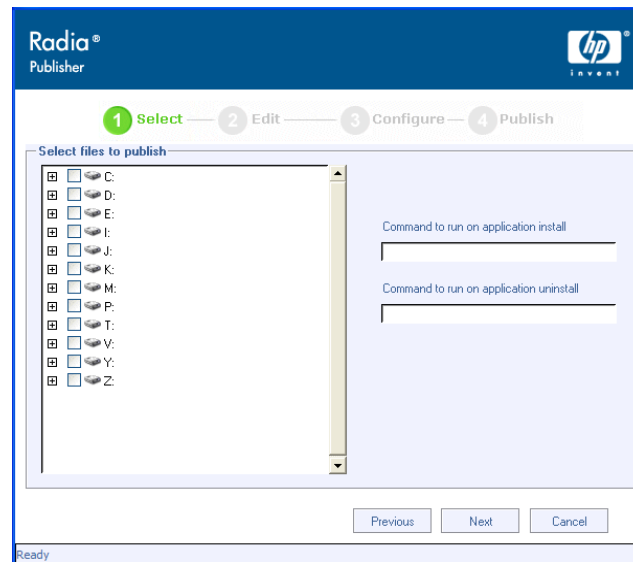 Radia®
Publisher
hp®
invent
1 Select 2 Edit 3 Configure 4 Publish
Select files to publish
C:
D:
E:
I:
J:
K:
M:
P:
T:
V:
Y:
Z:
Command to run on application install
Command to run on application uninstall
Previous Next Cancel
Ready